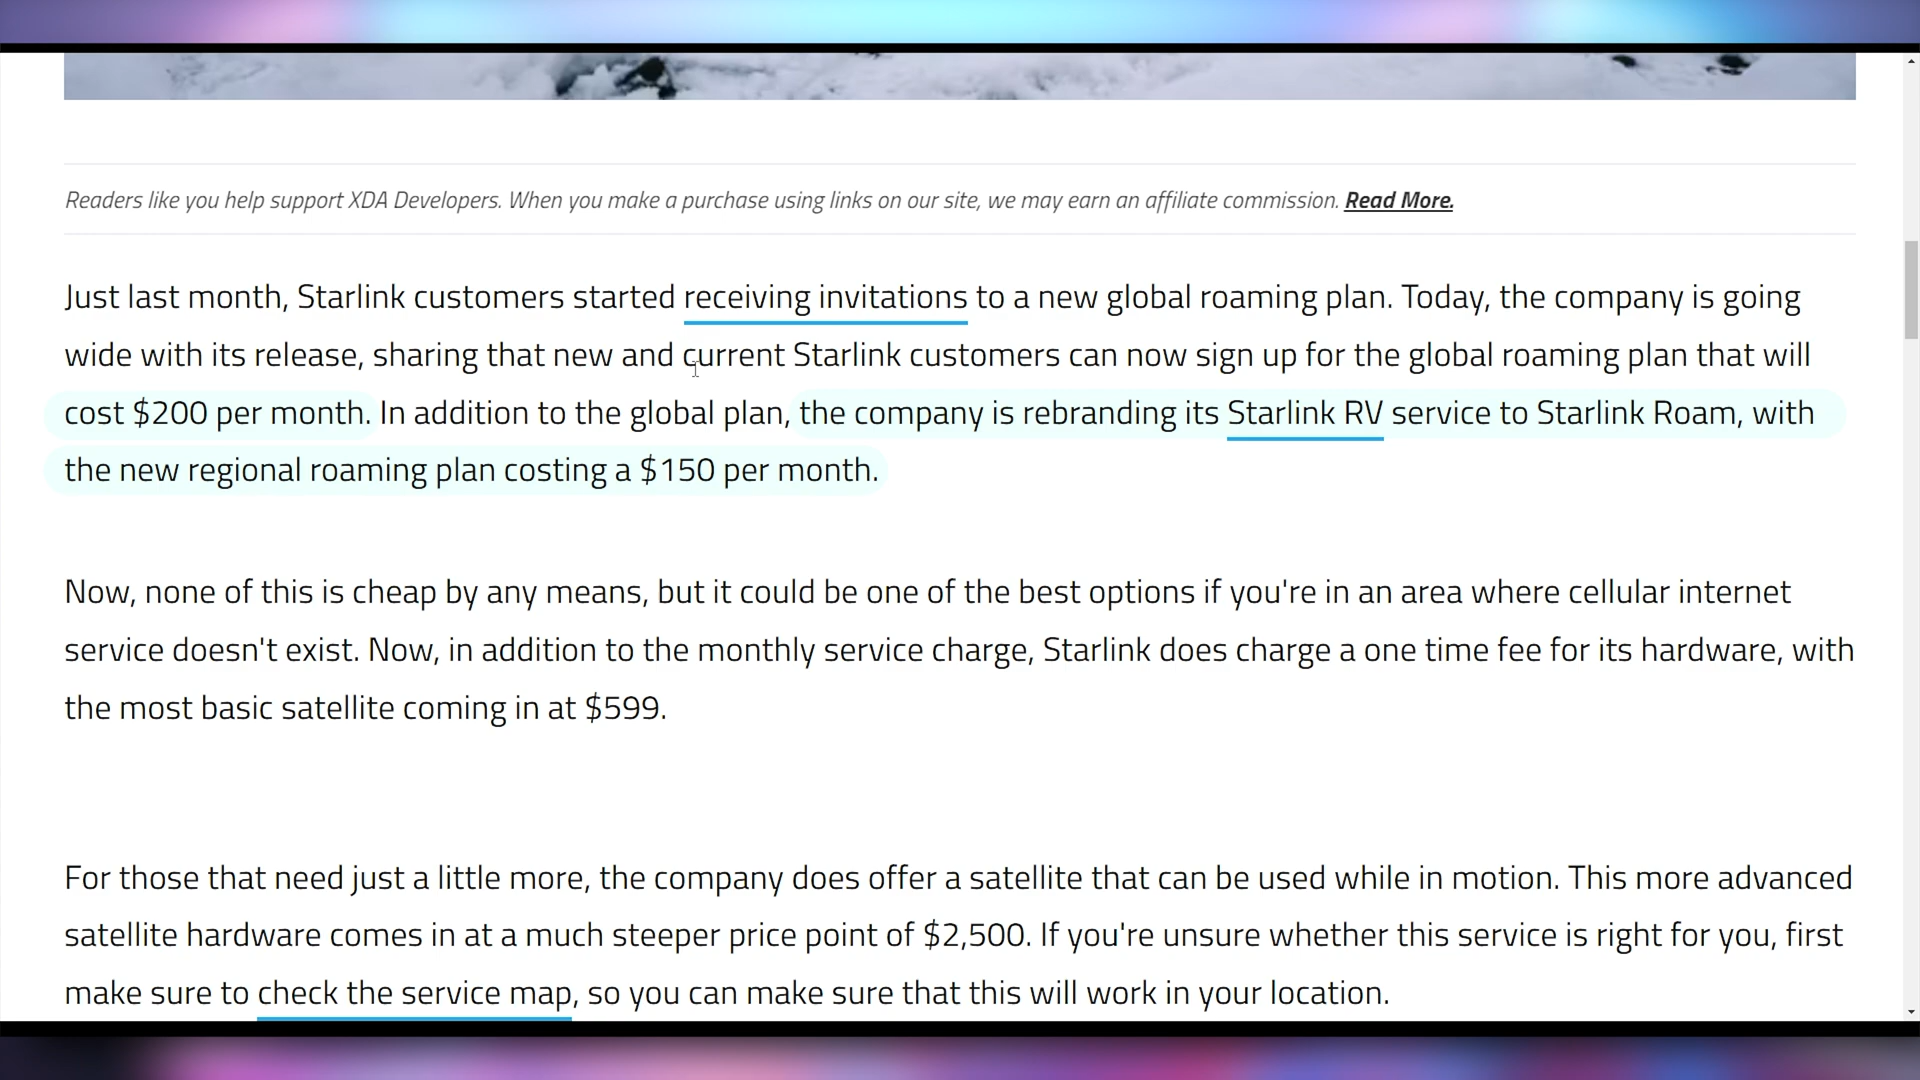 Readers like you help support XDA Developers. When you make a purchase using links on our site, we may earn an affiliate commission. Read More.
Just last month, Starlink customers started receiving invitations to a new global roaming plan. Today, the company is going
wide with its release, sharing that new and current Starlink customers can now sign up for the global roaming plan that will
cost $200 per month. In addition to the global plan, the company is rebranding its Starlink RV service to Starlink Roam, with
the new regional roaming plan costing a $150 per month.
Now, none of this is cheap by any means, but it could be one of the best options if you're in an area where cellular internet
service doesn't exist. Now, in addition to the monthly service charge, Starlink does charge a one time fee for its hardware, with
the most basic satellite coming in at $599.
For those that need just a little more, the company does offer a satellite that can be used while in motion. This more advanced
satellite hardware comes in at a much steeper price point of $2,500. If you're unsure whether this service is right for you, first
make sure to check the service map, so you can make sure that this will work in your location.